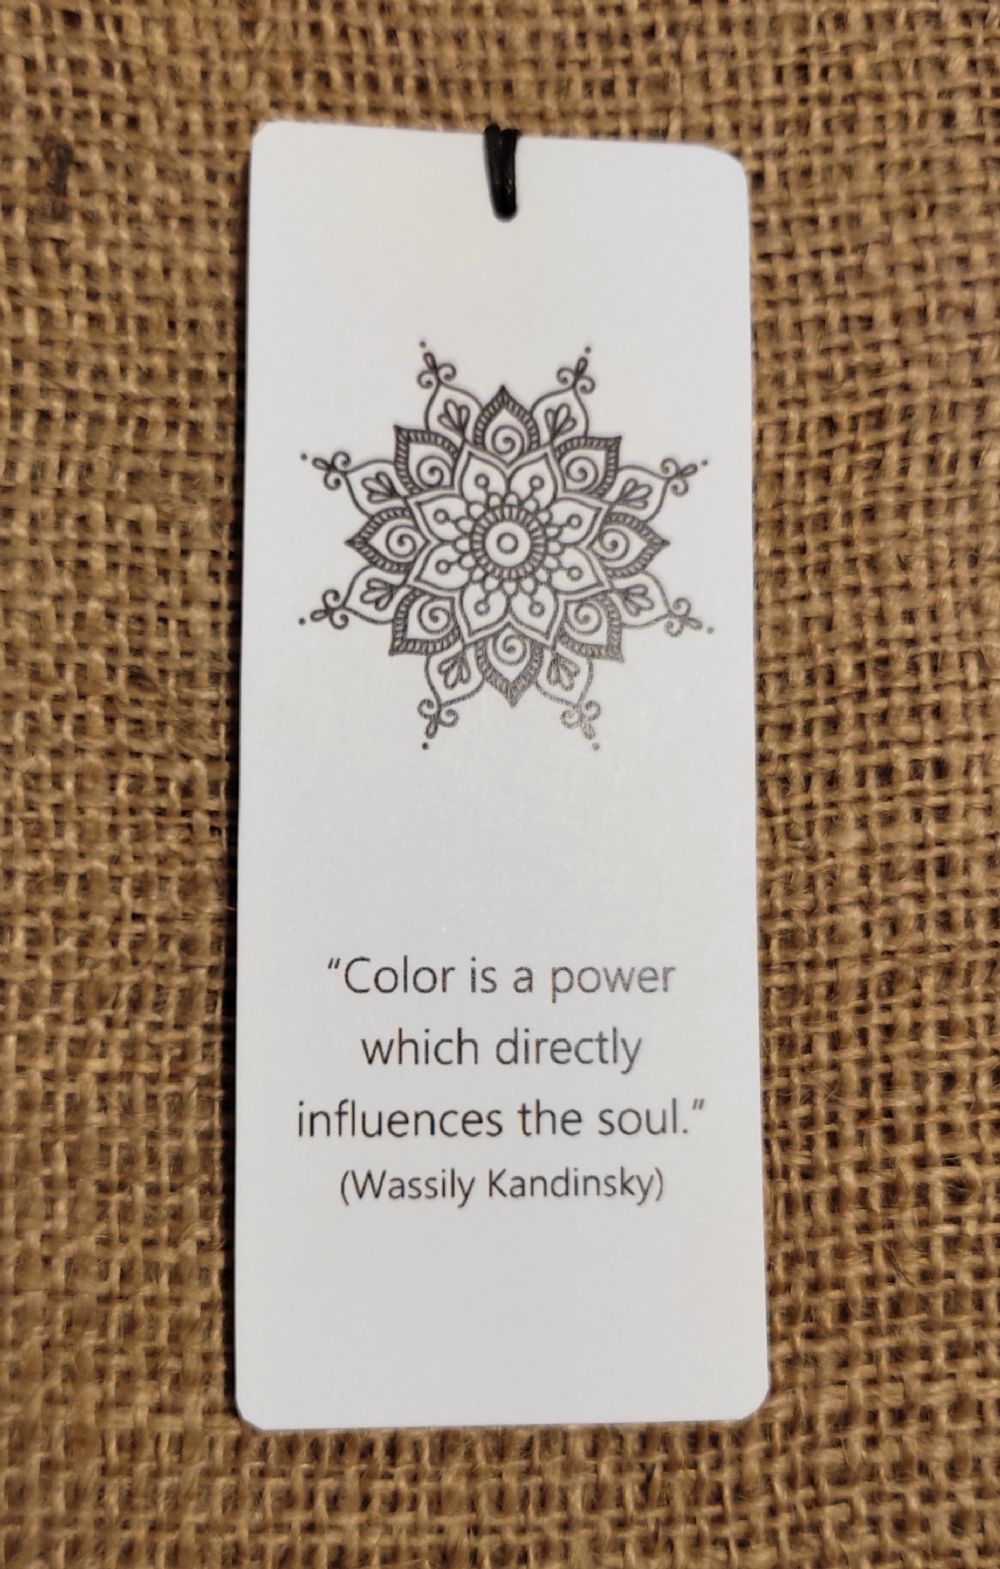 “Color is a power
which directly
influences the soul.”
(Wassily Kandinsky)